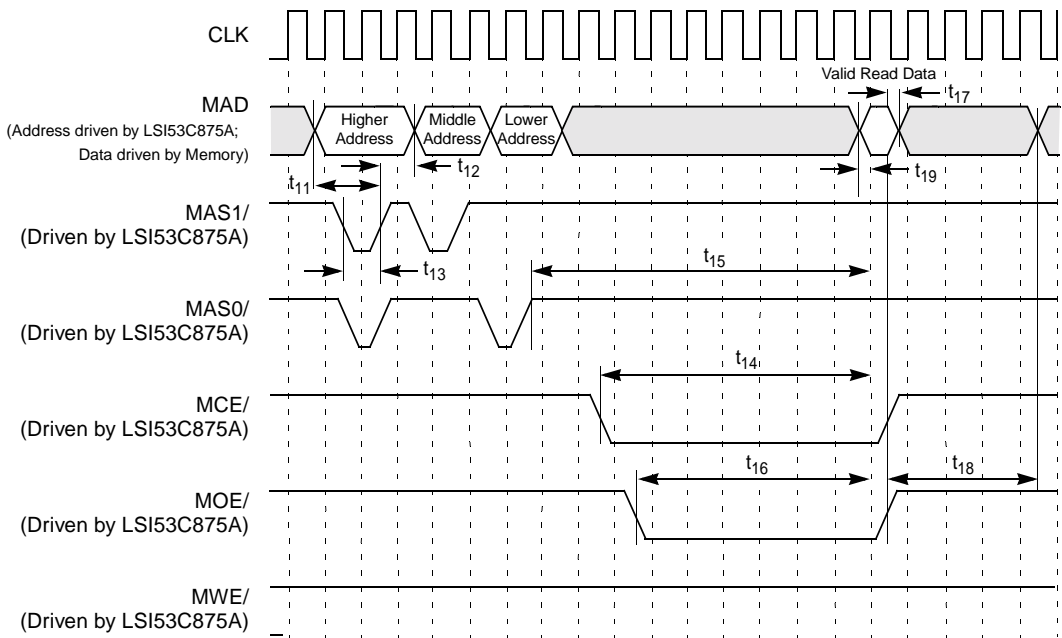 CLK
Valid Read Data
t17
MAD
(Address driven by LSI53C875A;
Data driven by Memory)
Higher
Address
Middle
Address
Lower
Address
t12
t19
t11
MAS1/
(Driven by LSI53C875A)
t13
t15
MAS0/
(Driven by LSI53C875A)
t14
MCE/
(Driven by LSI53C875A)
t16
t18
MOE/
(Driven by LSI53C875A)
MWE/
(Driven by LSI53C875A)